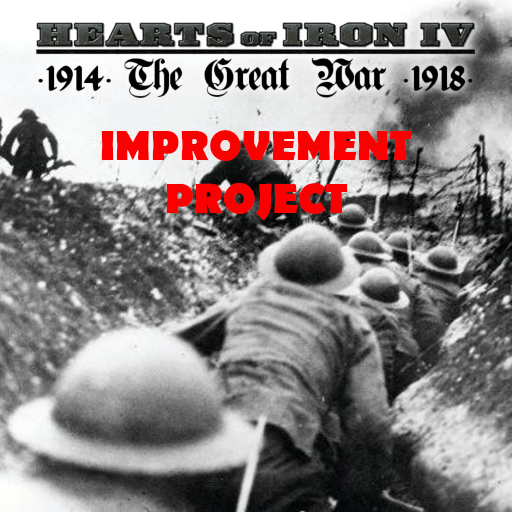 HEARTS OF IRON IV
·1914· The Great War ·1918·
IMPROVEMENT
PROJECT